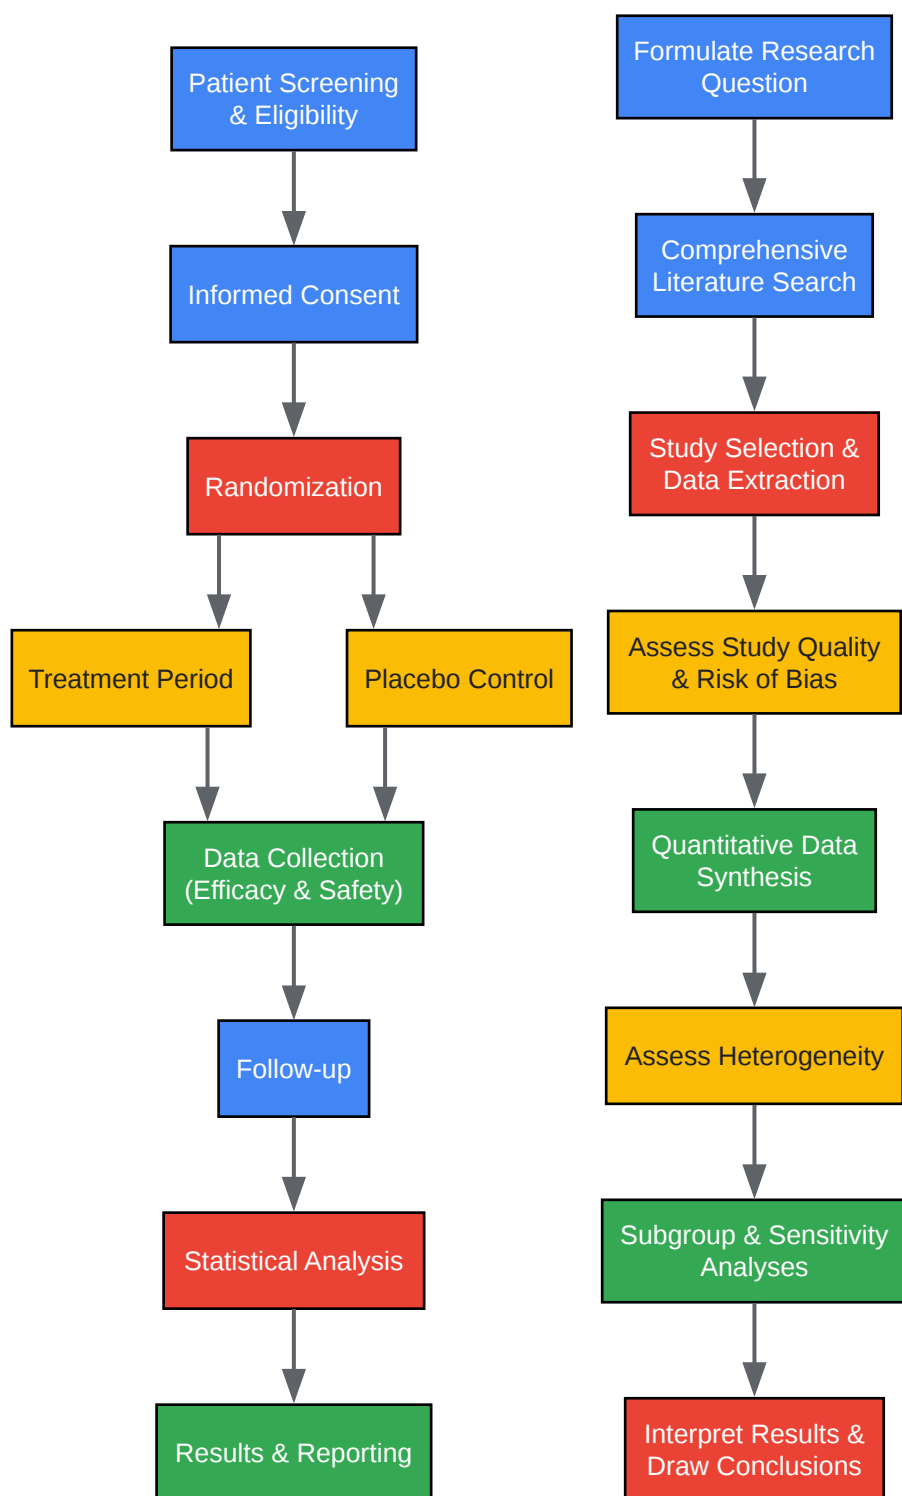 Patient Screening
& Eligibility
Informed Consent
Randomization
Treatment Period
Placebo Control
Data Collection
(Efficacy & Safety)
Follow-up
Statistical Analysis
Results & Reporting
Formulate Research
Question
Comprehensive
Literature Search
Study Selection &
Data Extraction
Assess Study Quality
& Risk of Bias
Quantitative Data
Synthesis
Assess Heterogeneity
Subgroup & Sensitivity
Analyses
Interpret Results &
Draw Conclusions